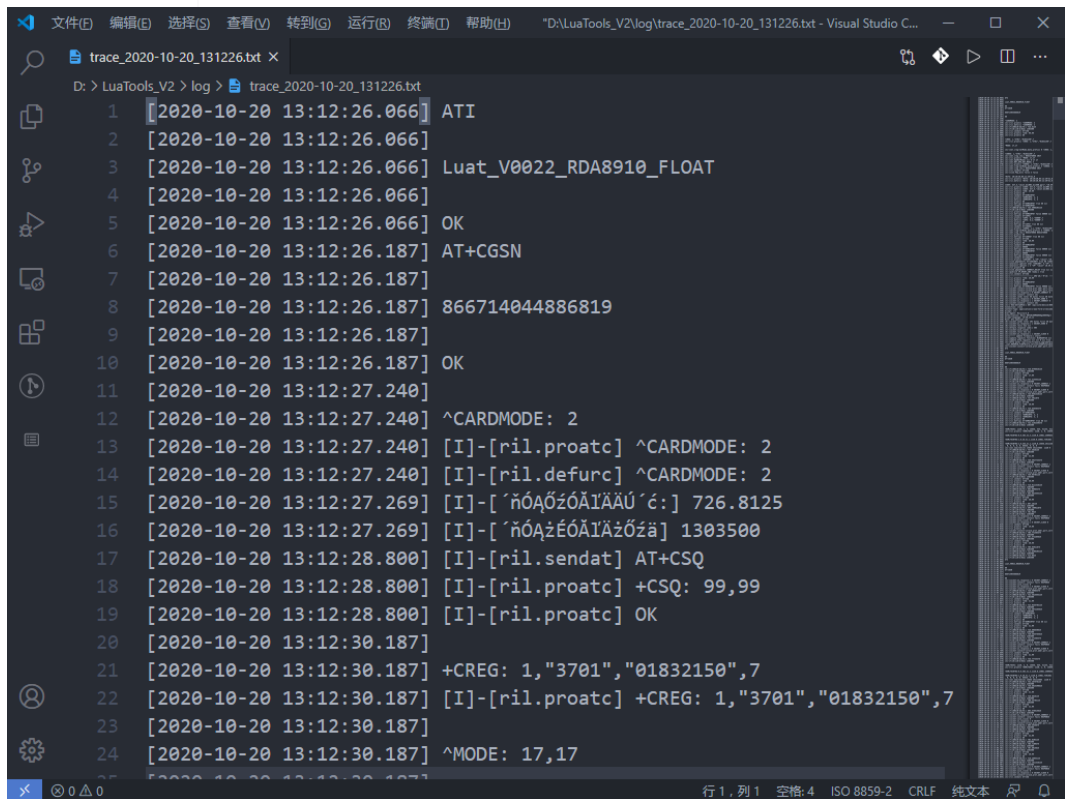 文件(F) 编辑(E) 选择(S) 查看(V) 转到(G) 运行(R) 终端(T) 帮助(H) "D:\LuaTools_V2\log\trace_2020-10-20_131226.txt - Visual Studio C...
trace_2020-10-20_131226.txt
D: > LuaTools_V2 > log > trace_2020-10-20_131226.txt
1 [2020-10-20 13:12:26.066] ATI
2 [2020-10-20 13:12:26.066]
3 [2020-10-20 13:12:26.066] Luat_V0022_RDA8910_FLOAT
4 [2020-10-20 13:12:26.066]
5 [2020-10-20 13:12:26.066] OK
6 [2020-10-20 13:12:26.187] AT+CGSN
7 [2020-10-20 13:12:26.187]
8 [2020-10-20 13:12:26.187] 866714044886819
9 [2020-10-20 13:12:26.187]
10 [2020-10-20 13:12:26.187] OK
11 [2020-10-20 13:12:27.240]
12 [2020-10-20 13:12:27.240] ^CARDMODE: 2
13 [2020-10-20 13:12:27.240] [I]-[ril.proatc] ^CARDMODE: 2
14 [2020-10-20 13:12:27.240] [I]-[ril.defurc] ^CARDMODE: 2
15 [2020-10-20 13:12:27.269] [I]-[´ňÓĄŐźÓĂľÄÄÚ´ć:] 726.8125
16 [2020-10-20 13:12:27.269] [I]-[´ňÓĄżÉÓĂľÄżŐźä] 1303500
17 [2020-10-20 13:12:28.800] [I]-[ril.sendat] AT+CSQ
18 [2020-10-20 13:12:28.800] [I]-[ril.proatc] +CSQ: 99,99
19 [2020-10-20 13:12:28.800] [I]-[ril.proatc] OK
20 [2020-10-20 13:12:30.187]
21 [2020-10-20 13:12:30.187] +CREG: 1,"3701","01832150",7
22 [2020-10-20 13:12:30.187] [I]-[ril.proatc] +CREG: 1,"3701","01832150",7
23 [2020-10-20 13:12:30.187]
24 [2020-10-20 13:12:30.187] ^MODE: 17,17
0 0 行 1，列 1 空格: 4 ISO 8859-2 CRLF 纯文本